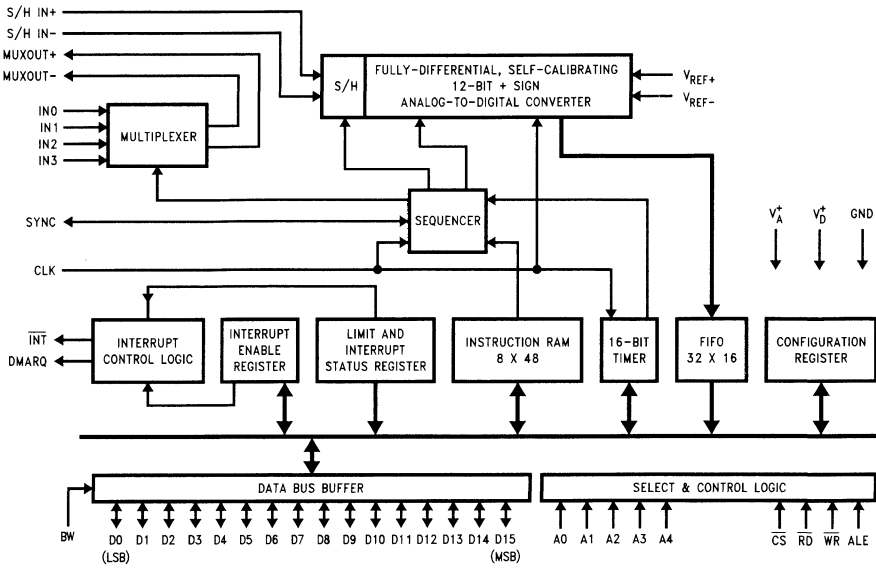 S/H IN+
S/H IN-
MUXOUT+
MUXOUT-
IN0
IN1
IN2
IN3
MULTIPLEXER
S/H
FULLY-DIFFERENTIAL, SELF-CALIBRATING
12-BIT + SIGN
ANALOG-TO-DIGITAL CONVERTER
VREF+
VREF-
SYNC
SEQUENCER
CLK
VA+
VD+
GND
INT
DMARQ
INTERRUPT
CONTROL LOGIC
INTERRUPT
ENABLE
REGISTER
LIMIT AND
INTERRUPT
STATUS REGISTER
INSTRUCTION RAM
8 X 48
16-BIT
TIMER
FIFO
32 X 16
CONFIGURATION
REGISTER
DATA BUS BUFFER
SELECT & CONTROL LOGIC
BW
D0 D1 D2 D3 D4 D5 D6 D7 D8 D9 D10 D11 D12 D13 D14 D15
(LSB) (MSB)
A0 A1 A2 A3 A4
CS RD WR ALE